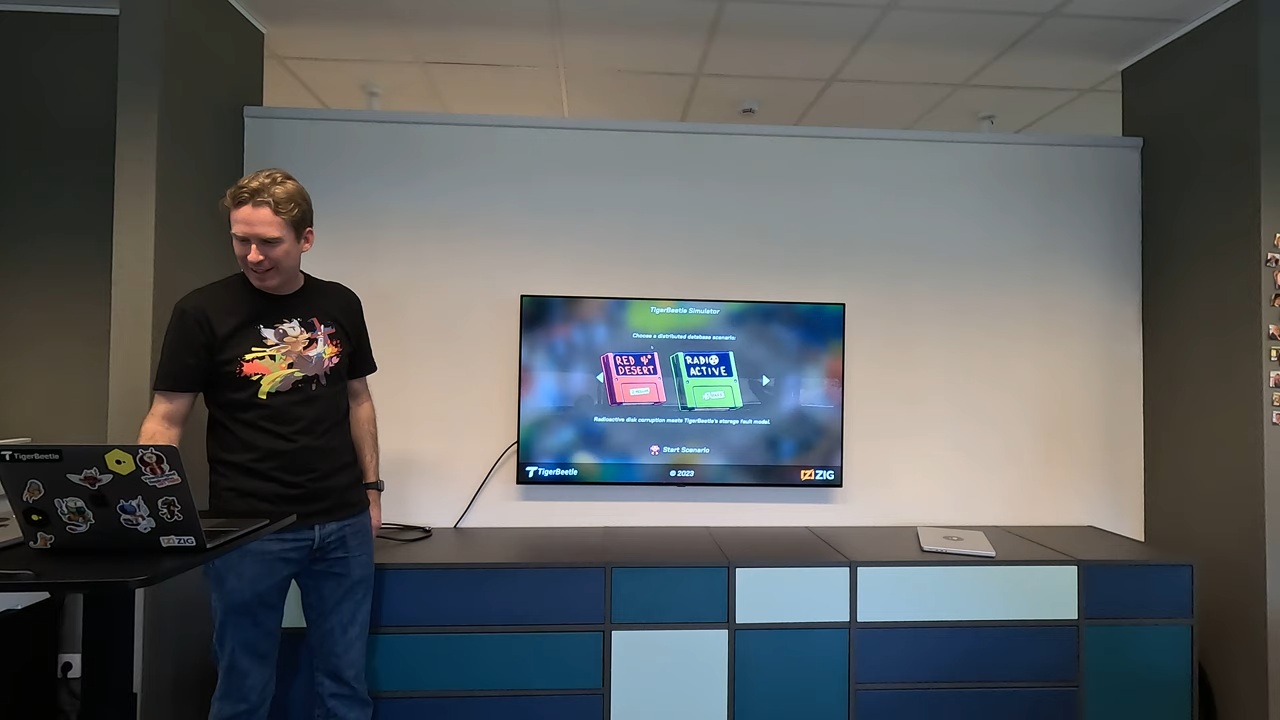 TigerBeetle Simulator
Choose a distributed database scenario:
RED
DESERT
RADIO
ACTIVE
Radioactive disk corruption meets TigerBeetle's storage fault model.
Start Scenario
TigerBeetle
© 2023
ZIG
TigerBeetle
ZIG